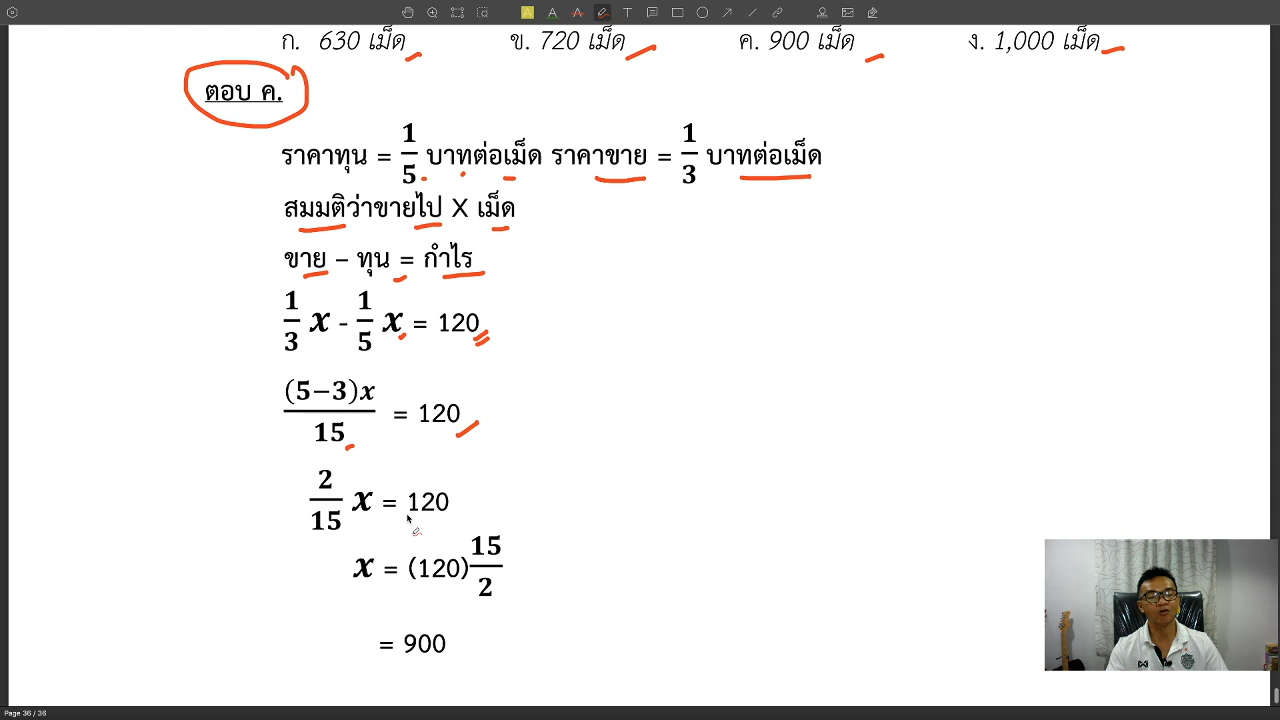 ก. 630 เม็ด ข. 720 เม็ด ค. 900 เม็ด ง. 1,000 เม็ด
ตอบ ค.
ราคาทุน = 1/5 บาทต่อเม็ด ราคาขาย = 1/3 บาทต่อเม็ด
สมมติว่าขายไป X เม็ด
ขาย – ทุน = กำไร
1/3 x - 1/5 x = 120
(5−3)x/15 = 120
2/15 x = 120
x = (120)15/2
= 900
Page 36 / 36